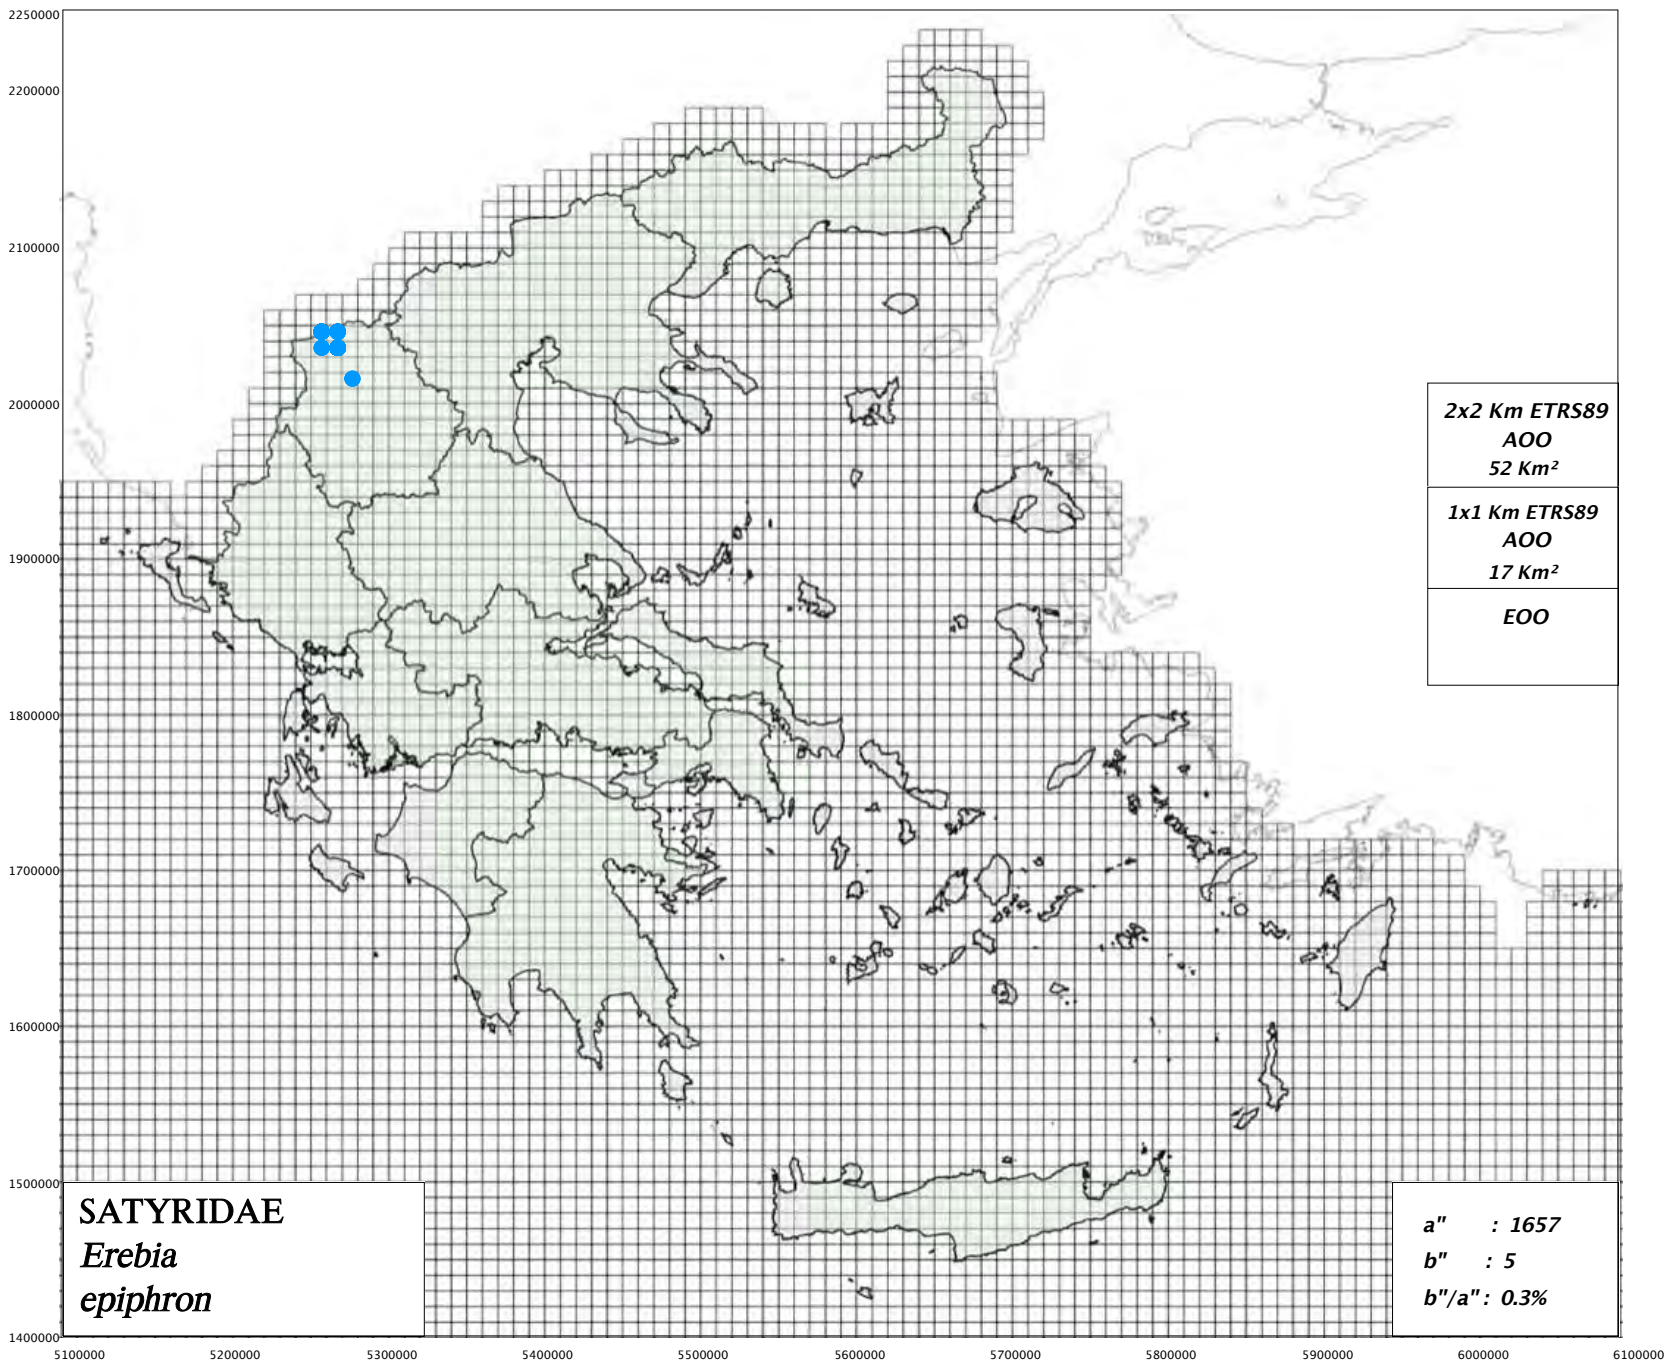 2250000
2200000
2100000
2000000
1900000
1800000
1700000
1600000
1500000
1400000
5100000 5200000 5300000 5400000 5500000 5600000 5700000 5800000 5900000 6000000 6100000
2x2 Km ETRS89
AOO
52 Km²
1x1 Km ETRS89
AOO
17 Km²
EOO
SATYRIDAE
Erebia
epiphron
a" : 1657
b" : 5
b"/a" : 0.3%